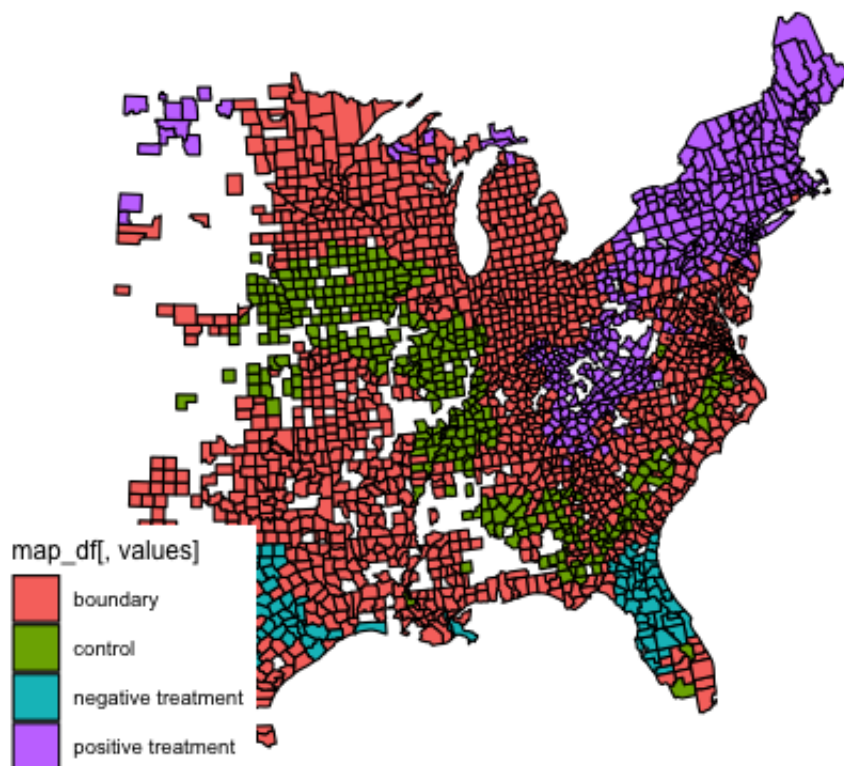 map_df[, values]
boundary
control
negative treatment
positive treatment